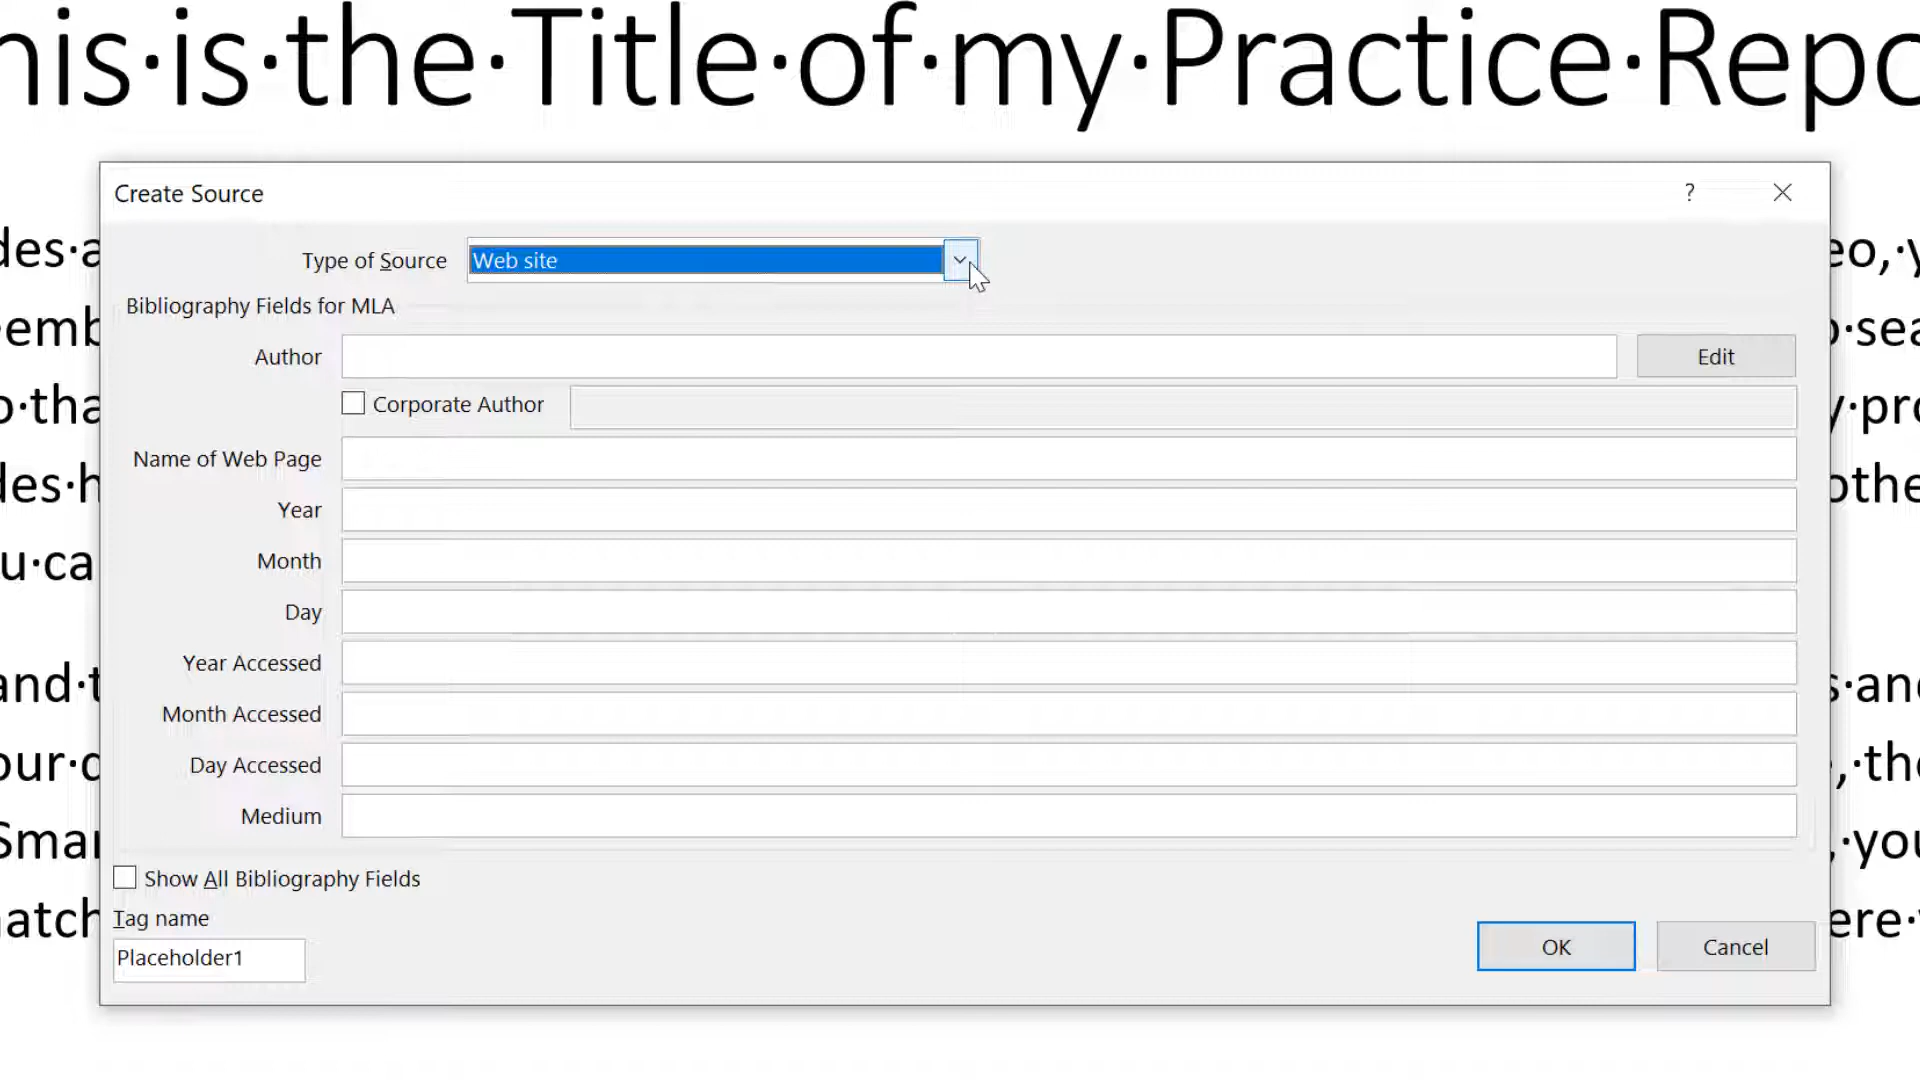 his·is·the·Title·of·my·Practice·Repo
Create Source
?
Type of Source Web site
Bibliography Fields for MLA
Author Edit
Corporate Author
Name of Web Page
Year
Month
Day
Year Accessed
Month Accessed
Day Accessed
Medium
Show All Bibliography Fields
Tag name
Placeholder1
OK Cancel